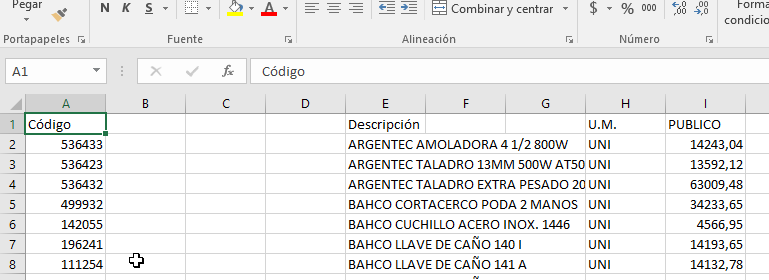 Pegar N K S A Combinar y centrar $ % 000 Forma
condicio
Portapapeles Fuente Alineación Número
A1 fx Código
A B C D E F G H I
1 Código Descripción U.M. PUBLICO
2 536433 ARGENTEC AMOLADORA 4 1/2 800W UNI 14243,04
3 536423 ARGENTEC TALADRO 13MM 500W AT50 UNI 13592,12
4 536432 ARGENTEC TALADRO EXTRA PESADO 20 UNI 63009,48
5 499932 BAHCO CORTACERCO PODA 2 MANOS UNI 34233,65
6 142055 BAHCO CUCHILLO ACERO INOX. 1446 UNI 4566,95
7 196241 BAHCO LLAVE DE CAÑO 140 I UNI 14193,65
8 111254 BAHCO LLAVE DE CAÑO 141 A UNI 14132,78